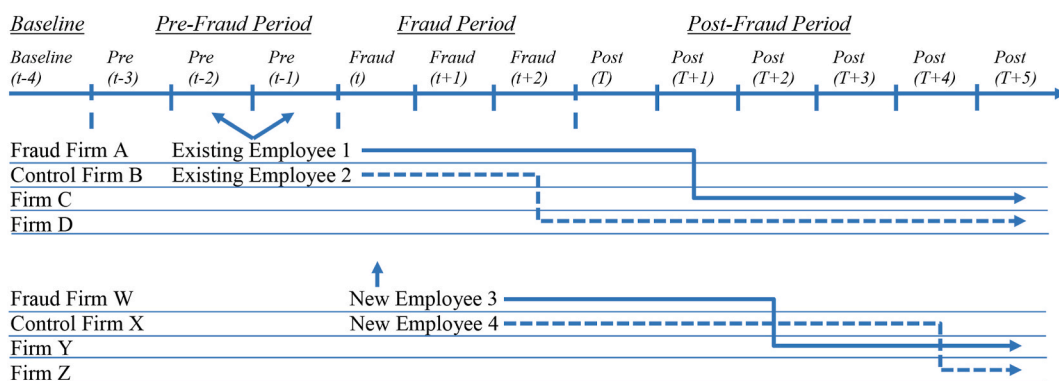 Baseline Pre-Fraud Period Fraud Period Post-Fraud Period
Baseline Pre Pre Pre Fraud Fraud Fraud Post Post Post Post Post Post
(t-4) (t-3) (t-2) (t-1) (t) (t+1) (t+2) (T) (T+1) (T+2) (T+3) (T+4) (T+5)
Fraud Firm A Existing Employee 1
Control Firm B Existing Employee 2
Firm C
Firm D
Fraud Firm W New Employee 3
Control Firm X New Employee 4
Firm Y
Firm Z